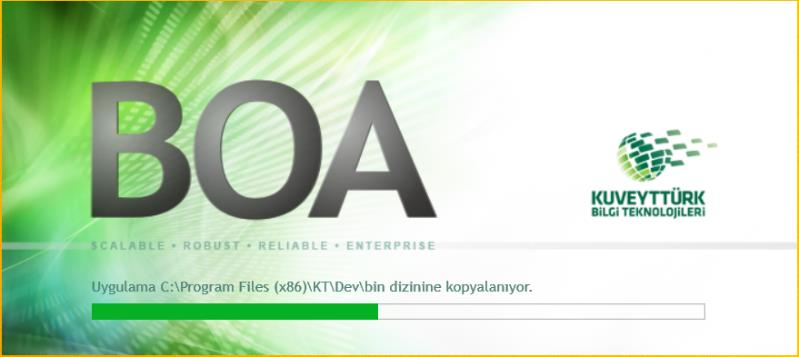 BOA
KUVEYTTÜRK
BİLGİ TEKNOLOJİLERİ
SCALABLE • ROBUST • RELIABLE • ENTERPRISE
Uygulama C:\Program Files (x86)\KT\Dev\bin dizinine kopyalanıyor.